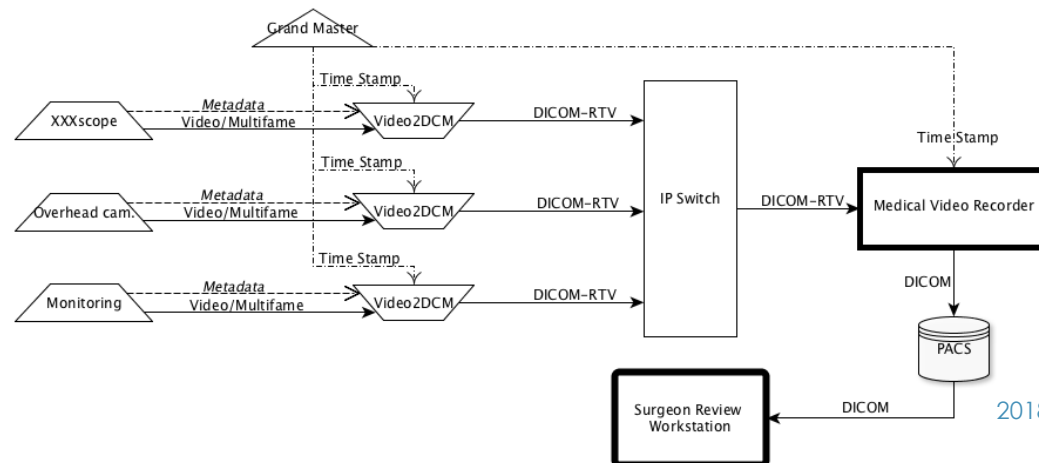 Grand Master
Time Stamp
Metadata
Video/Multifame
XXXscope
Video2DCM
DICOM-RTV
Time Stamp
Time Stamp
Metadata
Video/Multifame
Overhead cam.
Video2DCM
DICOM-RTV
IP Switch
DICOM-RTV
Medical Video Recorder
Time Stamp
Metadata
Video/Multifame
Monitoring
Video2DCM
DICOM-RTV
DICOM
PACS
DICOM
Surgeon Review
Workstation
2018